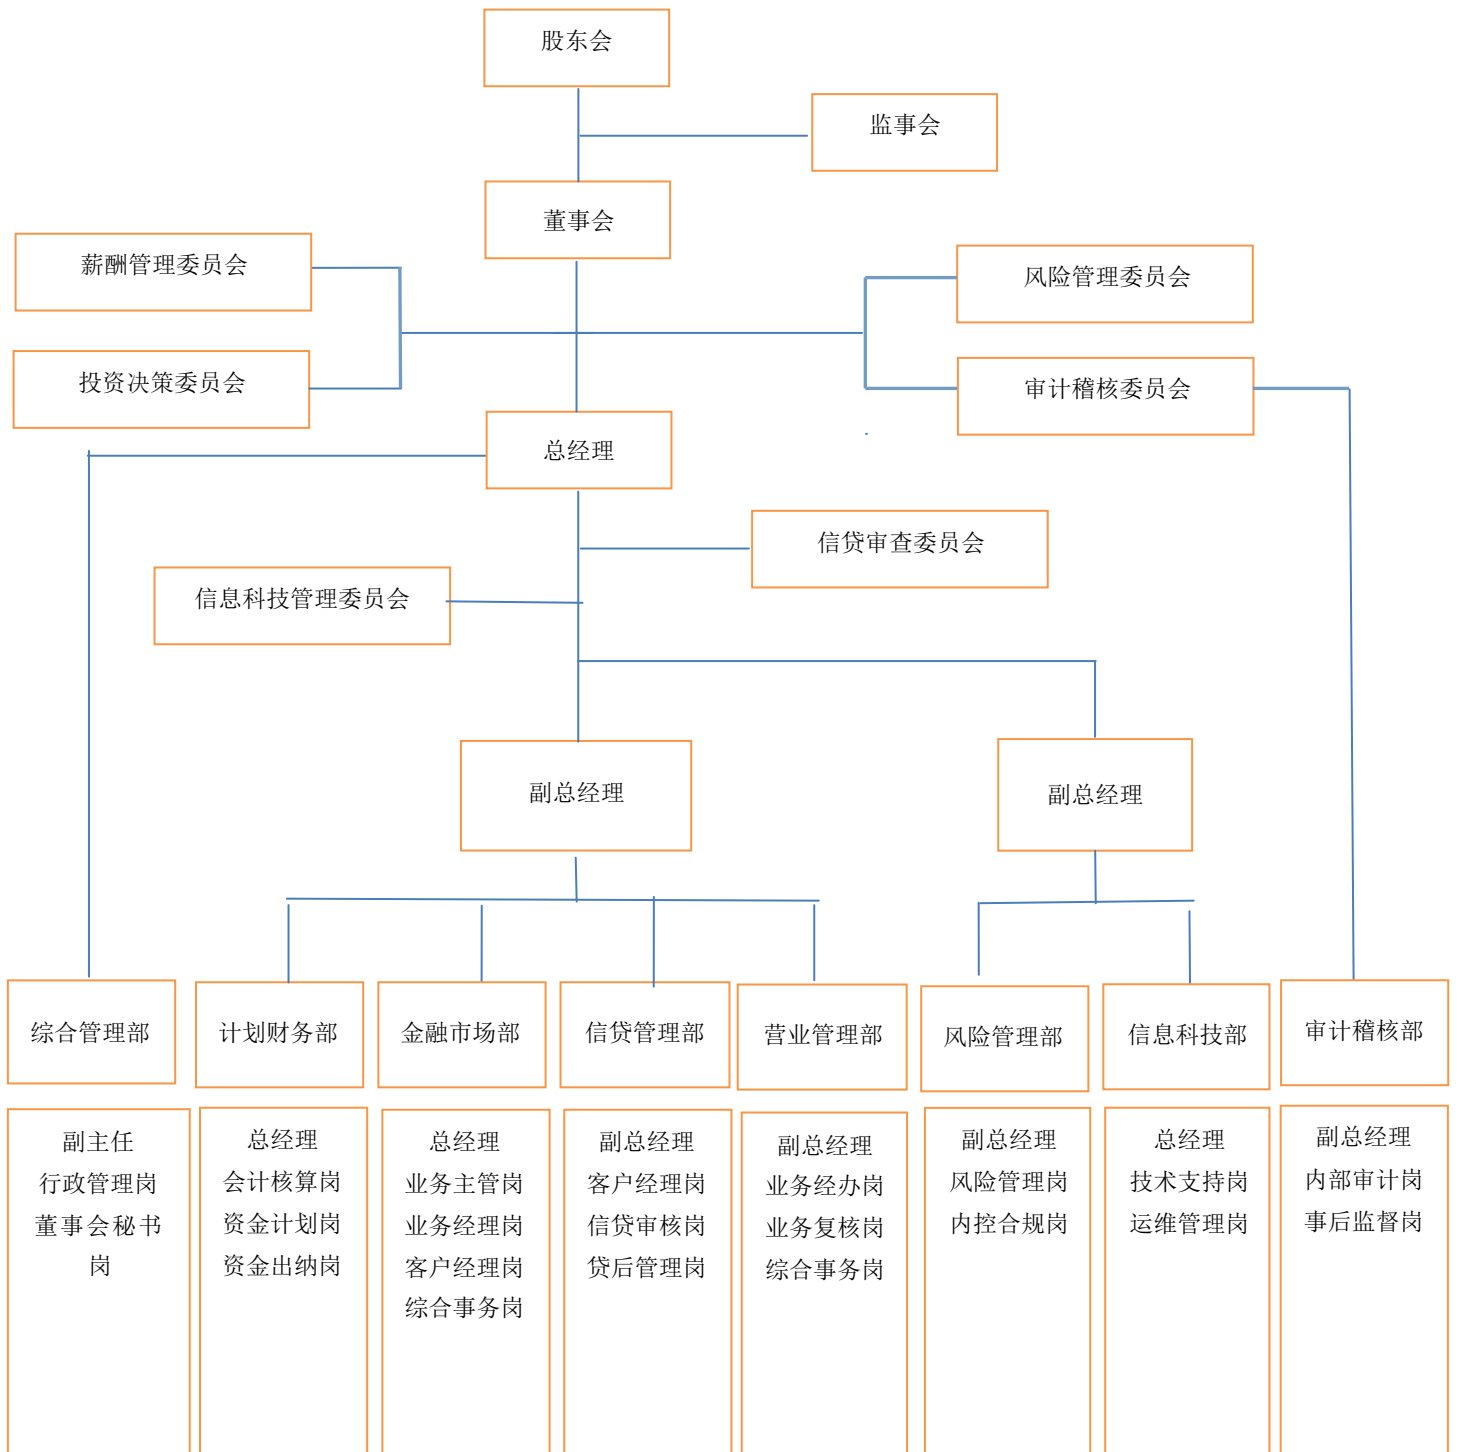 股东会
监事会
董事会
薪酬管理委员会
风险管理委员会
投资决策委员会
审计稽核委员会
总经理
信贷审查委员会
信息科技管理委员会
副总经理
副总经理
综合管理部
计划财务部
金融市场部
信贷管理部
营业管理部
风险管理部
信息科技部
审计稽核部
副主任
行政管理岗
董事会秘书
岗
总经理
会计核算岗
资金计划岗
资金出纳岗
总经理
业务主管岗
业务经理岗
客户经理岗
综合事务岗
副总经理
客户经理岗
信贷审核岗
贷后管理岗
副总经理
业务经办岗
业务复核岗
综合事务岗
副总经理
风险管理岗
内控合规岗
总经理
技术支持岗
运维管理岗
副总经理
内部审计岗
事后监督岗